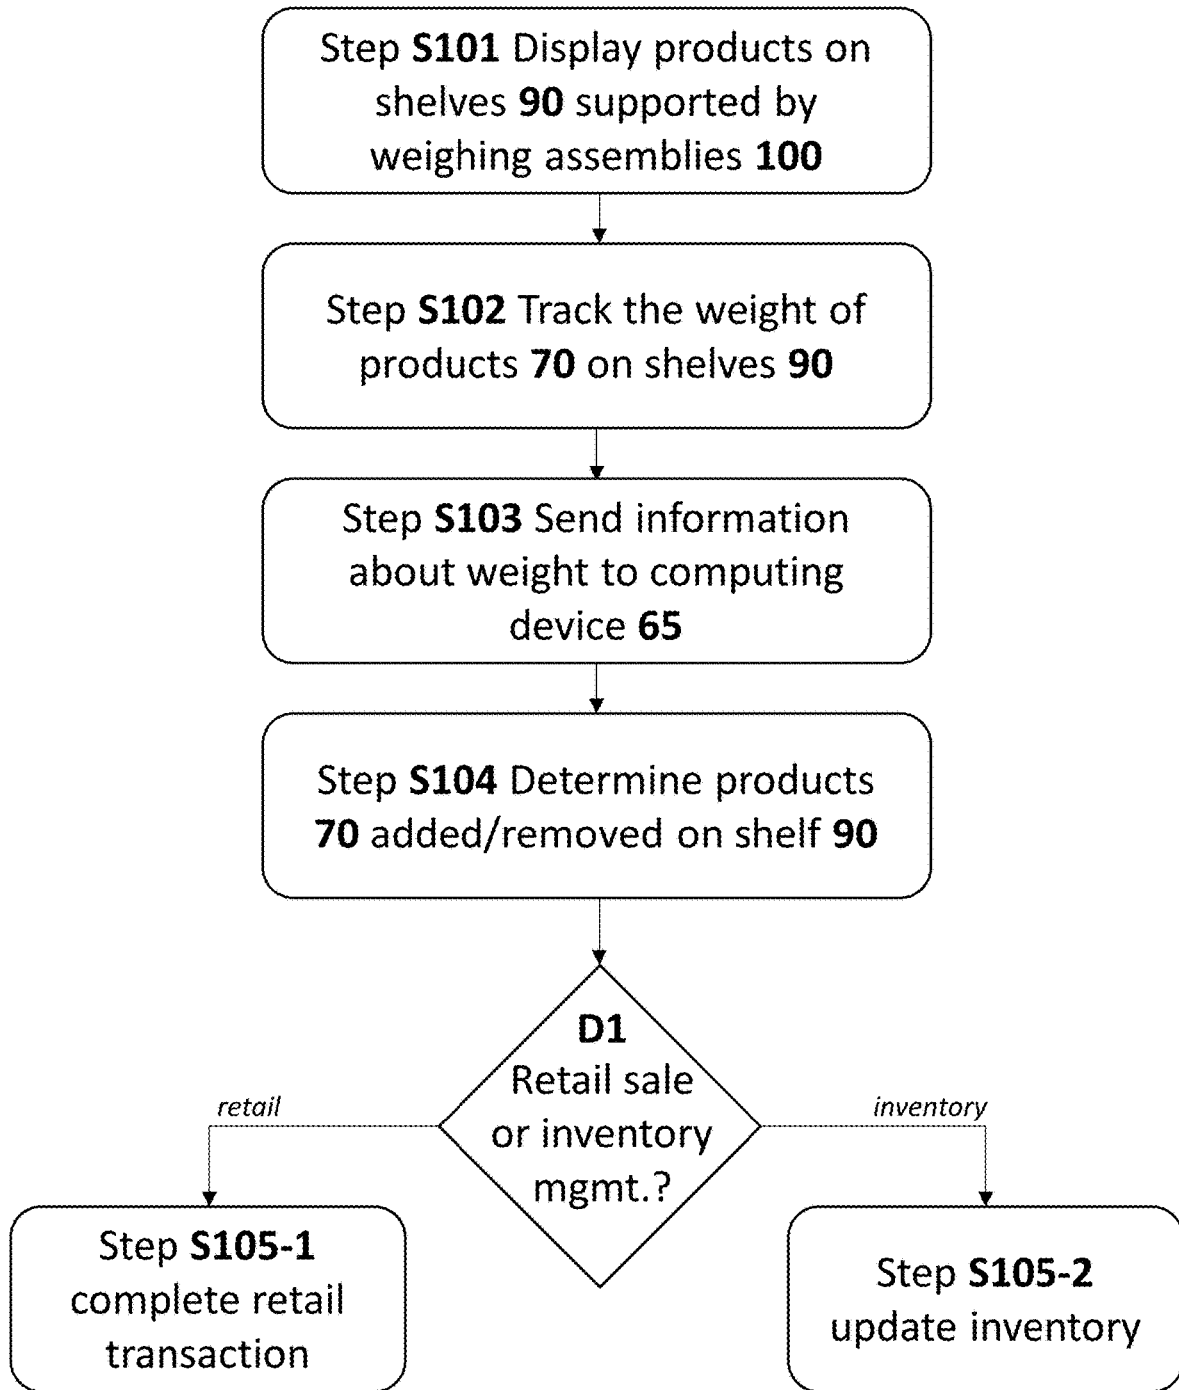 Step S101 Display products on
shelves 90 supported by
weighing assemblies 100
Step S102 Track the weight of
products 70 on shelves 90
Step S103 Send information
about weight to computing
device 65
Step S104 Determine products
70 added/removed on shelf 90
D1
Retail sale
or inventory
mgmt.?
retail
inventory
Step S105-1
complete retail
transaction
Step S105-2
update inventory